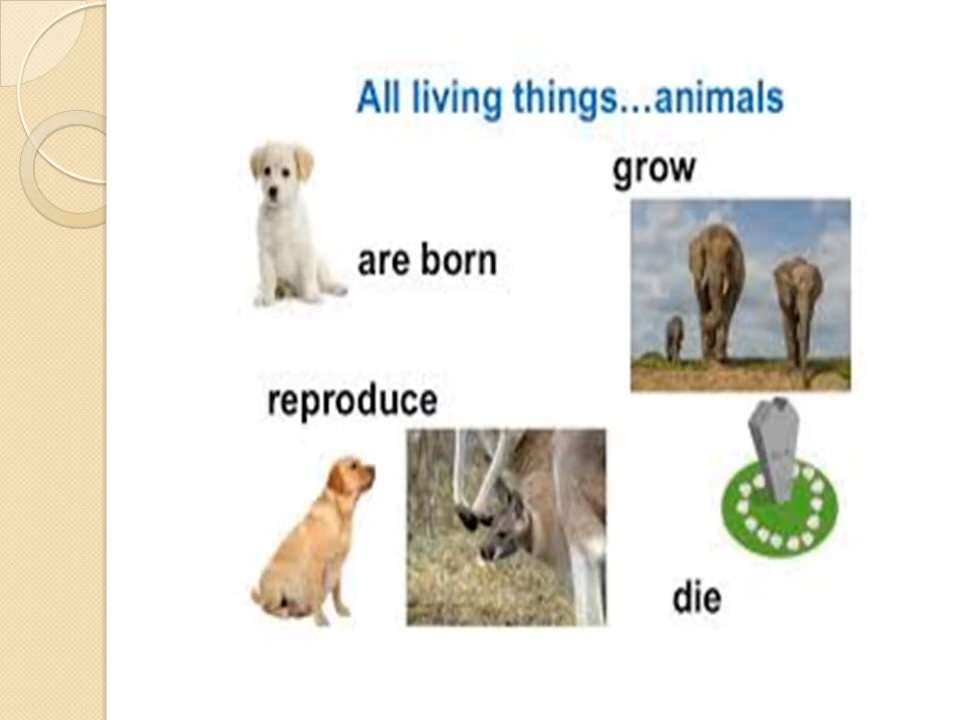 All living things...animals
grow
are born
reproduce
die